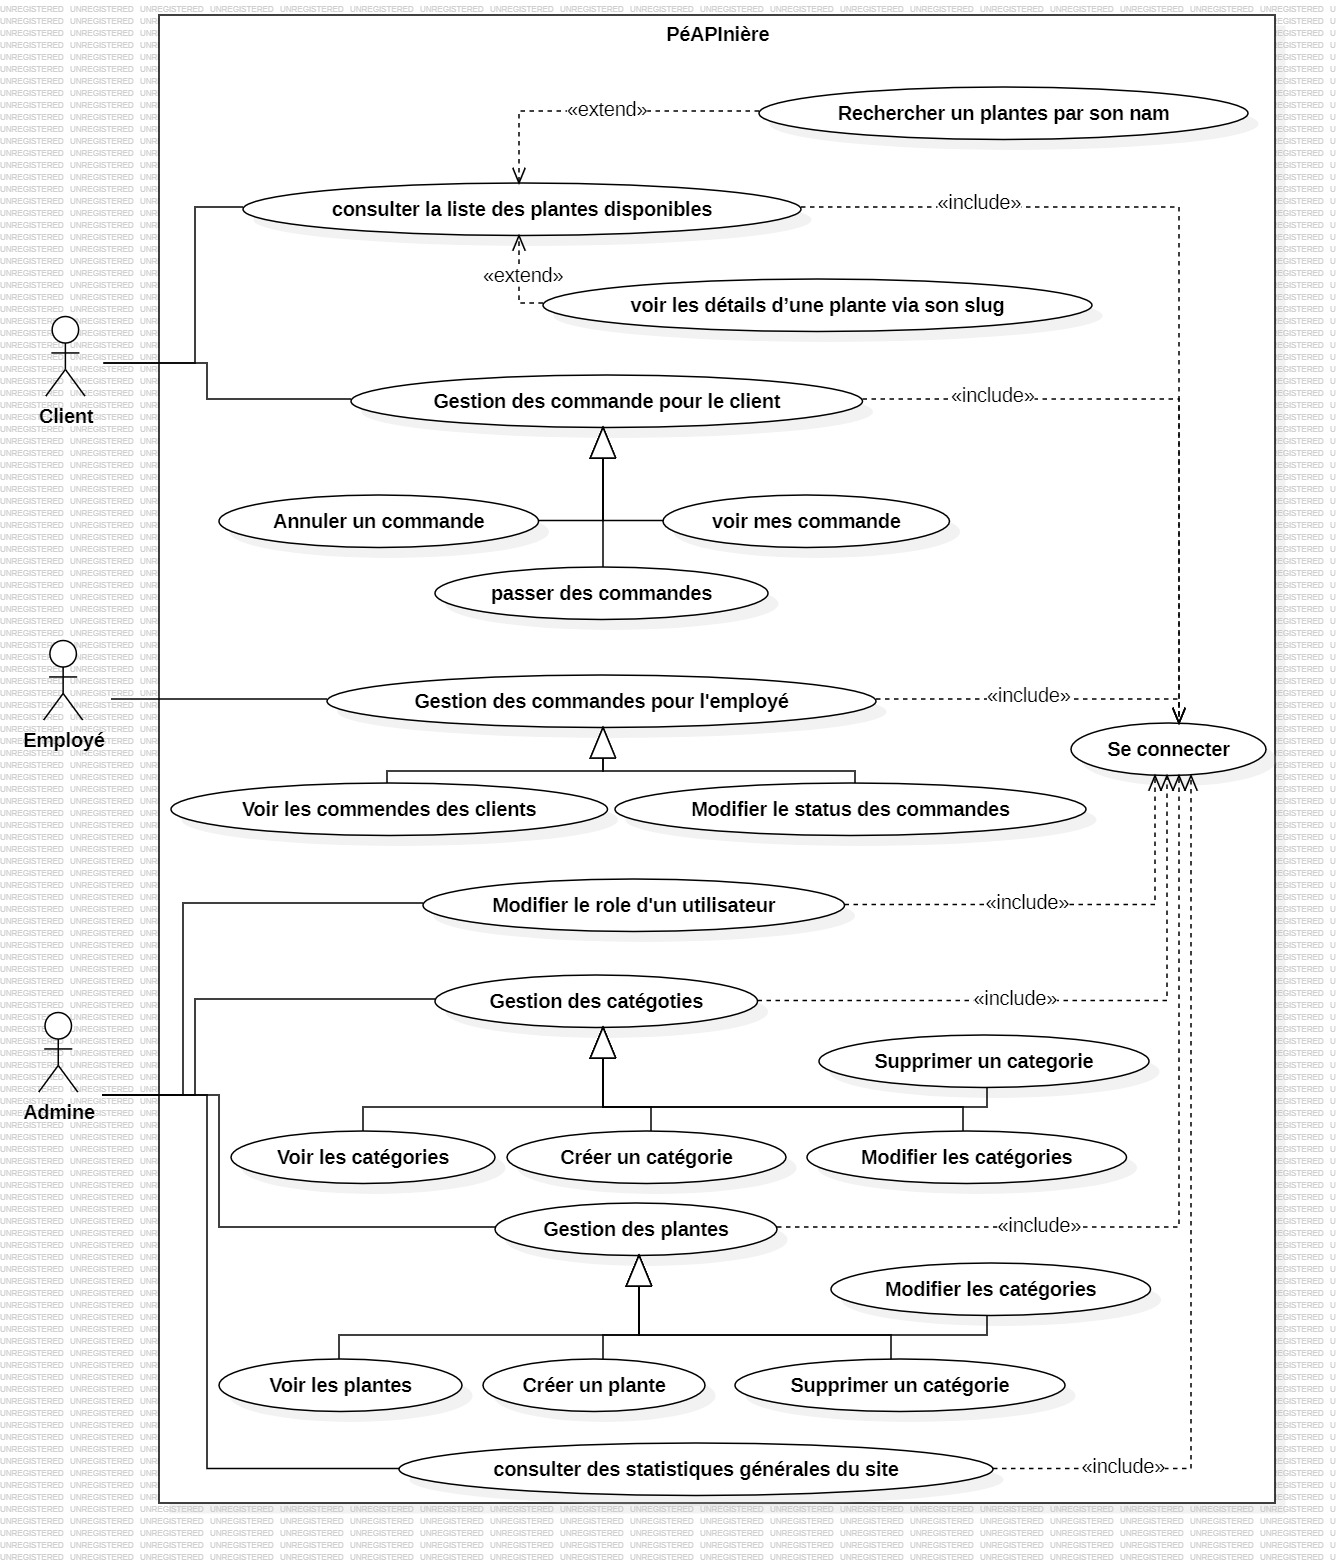 PéAPInière
«extend»
Rechercher un plantes par son nam
consulter la liste des plantes disponibles
«include»
«extend»
voir les détails d’une plante via son slug
Client
Gestion des commande pour le client
«include»
Annuler un commande
voir mes commande
passer des commandes
Employé
Gestion des commandes pour l'employé
«include»
Se connecter
Voir les commendes des clients
Modifier le status des commandes
Modifier le role d'un utilisateur
«include»
Gestion des catégoties
«include»
Supprimer un categorie
Admine
Voir les catégories
Créer un catégorie
Modifier les catégories
Gestion des plantes
«include»
Modifier les catégories
Voir les plantes
Créer un plante
Supprimer un catégorie
consulter des statistiques générales du site
«include»
UNREGISTERED